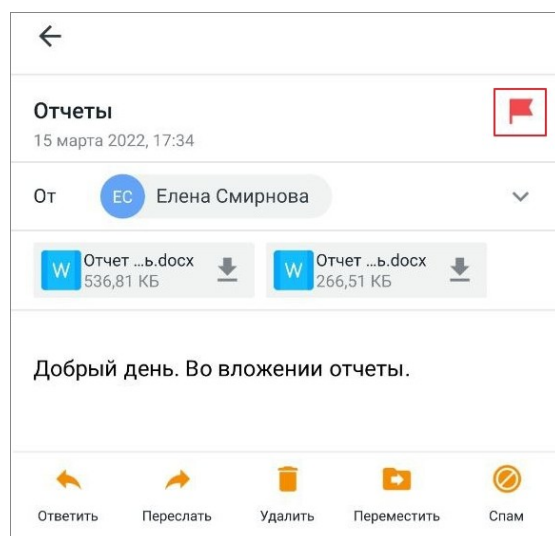 Отчеты
15 марта 2022, 17:34
От ЕС Елена Смирнова
W Отчет ...ь.docx W Отчет ...ь.docx
536,81 КБ 266,51 КБ
Добрый день. Во вложении отчеты.
Ответить Переслать Удалить Переместить Спам